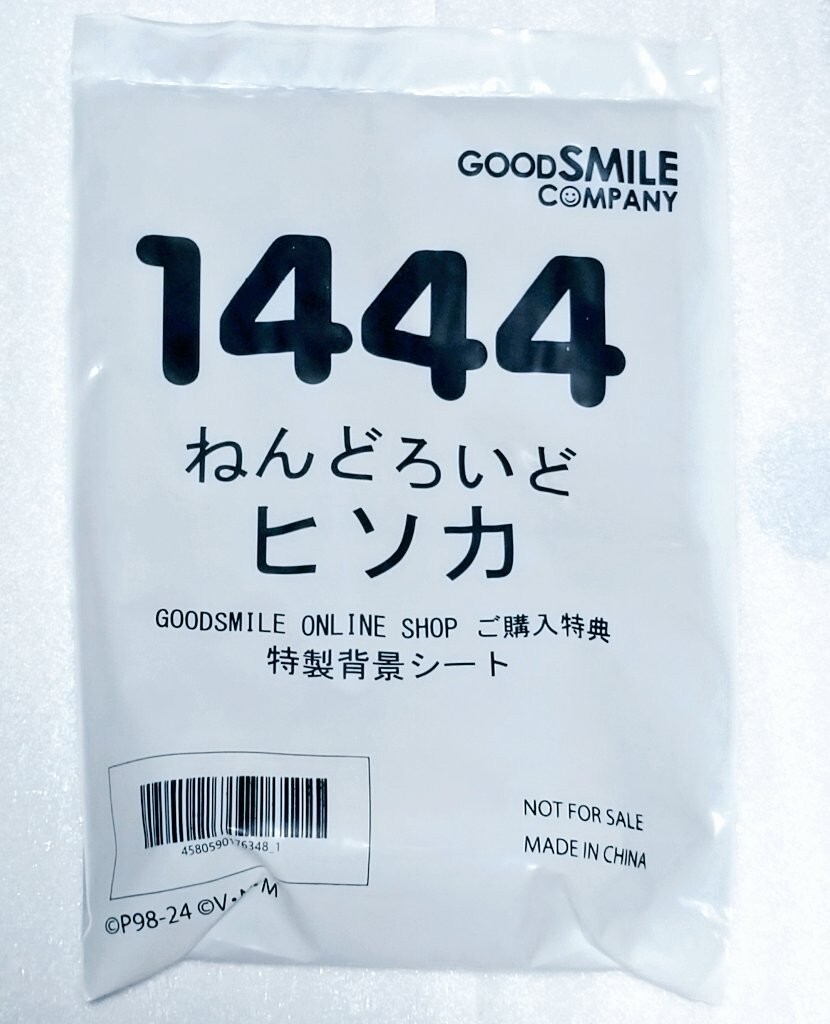 GOODSMILE
COMPANY
1444
ねんどろいど
ヒソカ
GOODSMILE ONLINE SHOP ご購入特典
特製背景シート
NOT FOR SALE
MADE IN CHINA
©P98-24